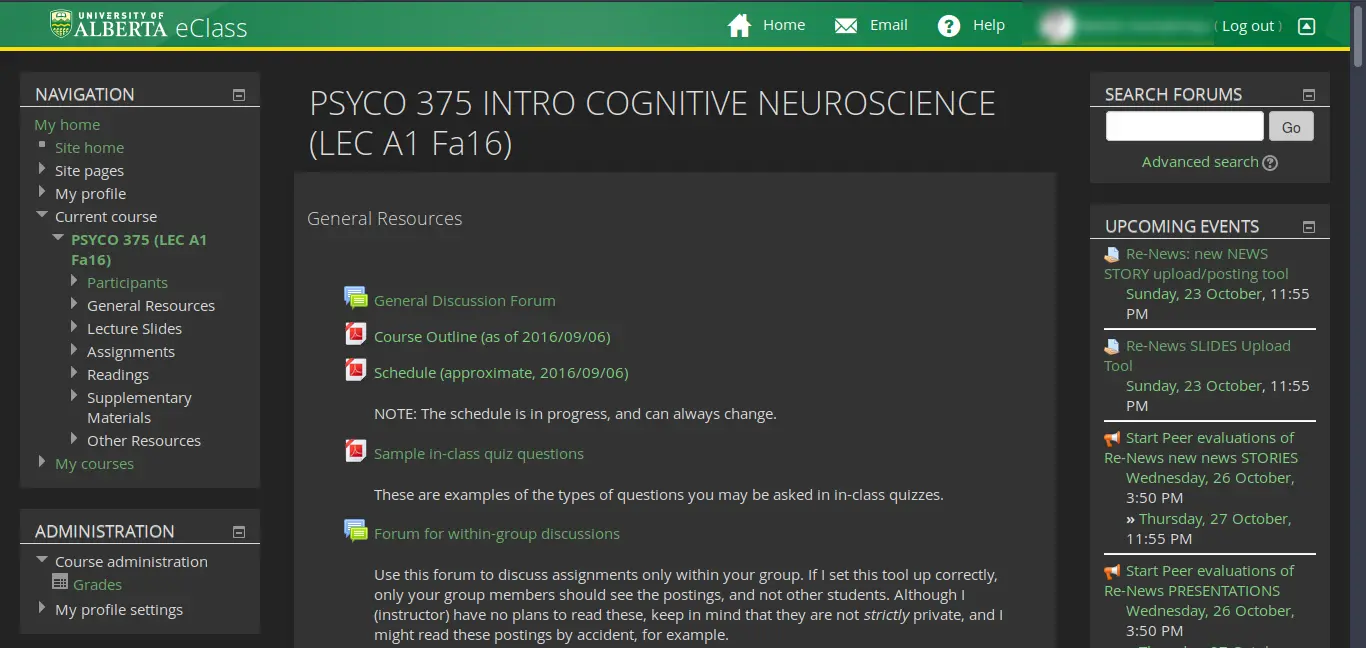 UNIVERSITY OF
ALBERTA eClass
Home
Email
Help
( Log out )
NAVIGATION
My home
Site home
Site pages
My profile
Current course
PSYCO 375 (LEC A1
Fa16)
Participants
General Resources
Lecture Slides
Assignments
Readings
Supplementary
Materials
Other Resources
My courses
ADMINISTRATION
Course administration
Grades
My profile settings
PSYCO 375 INTRO COGNITIVE NEUROSCIENCE
(LEC A1 Fa16)
General Resources
General Discussion Forum
Course Outline (as of 2016/09/06)
Schedule (approximate, 2016/09/06)
NOTE: The schedule is in progress, and can always change.
Sample in-class quiz questions
These are examples of the types of questions you may be asked in in-class quizzes.
Forum for within-group discussions
Use this forum to discuss assignments only within your group. If I set this tool up correctly,
only your group members should see the postings, and not other students. Although I
(instructor) have no plans to read these, keep in mind that they are not strictly private, and I
might read these postings by accident, for example.
SEARCH FORUMS
Go
Advanced search ?
UPCOMING EVENTS
Re-News: new NEWS
STORY upload/posting tool
Sunday, 23 October, 11:55
PM
Re-News SLIDES Upload
Tool
Sunday, 23 October, 11:55
PM
Start Peer evaluations of
Re-News new news STORIES
Wednesday, 26 October,
3:50 PM
» Thursday, 27 October,
11:55 PM
Start Peer evaluations of
Re-News PRESENTATIONS
Wednesday, 26 October,
3:50 PM